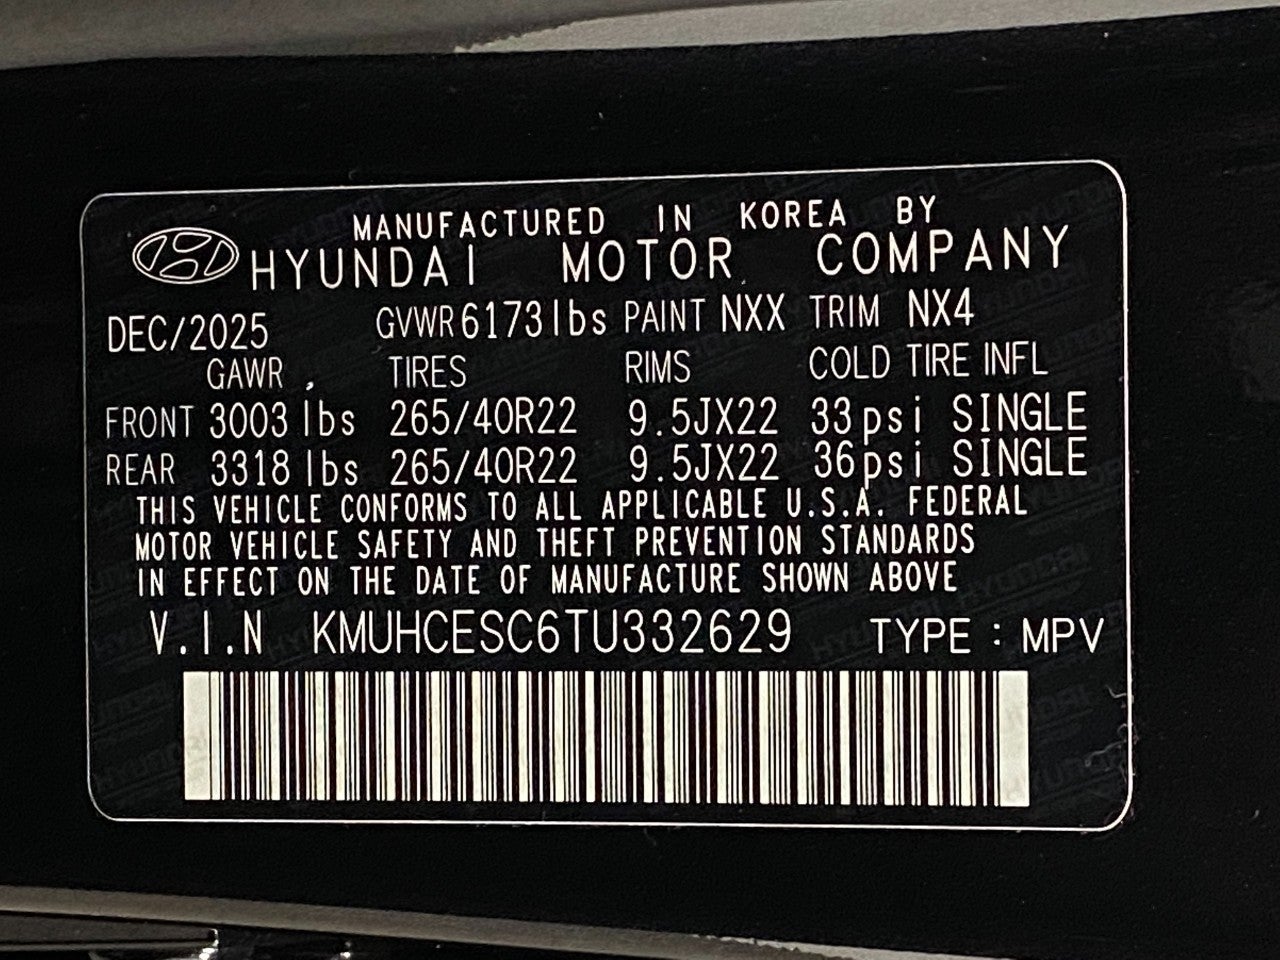 MANUFACTURED IN KOREA BY
HYUNDAI MOTOR COMPANY
DEC/2025 GVWR 6173lbs PAINT NXX TRIM NX4
GAWR TIRES RIMS COLD TIRE INFL
FRONT 3003 lbs 265/40R22 9.5JX22 33psi SINGLE
REAR 3318 lbs 265/40R22 9.5JX22 36psi SINGLE
THIS VEHICLE CONFORMS TO ALL APPLICABLE U.S.A. FEDERAL
MOTOR VEHICLE SAFETY AND THEFT PREVENTION STANDARDS
IN EFFECT ON THE DATE OF MANUFACTURE SHOWN ABOVE
V.I.N KMUHCESC6TU332629 TYPE : MPV